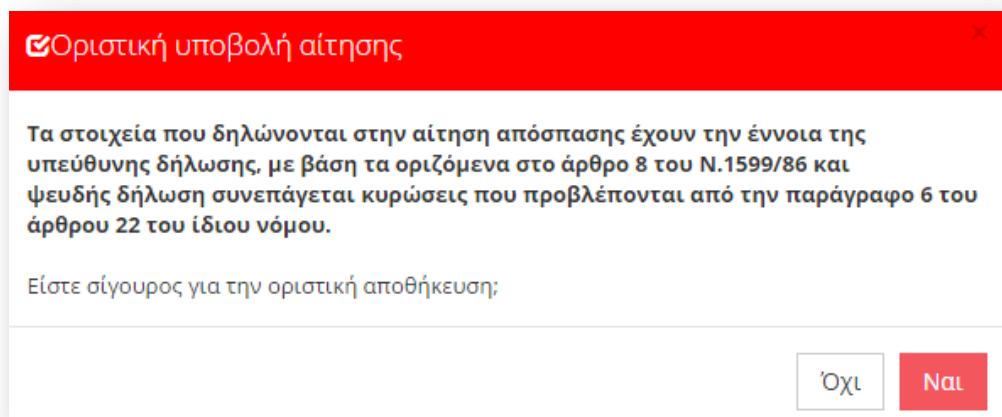 Οριστική υποβολή αίτησης
Τα στοιχεία που δηλώνονται στην αίτηση απόσπασης έχουν την έννοια της
υπεύθυνης δήλωσης, με βάση τα οριζόμενα στο άρθρο 8 του Ν.1599/86 και
ψευδής δήλωση συνεπάγεται κυρώσεις που προβλέπονται από την παράγραφο 6 του
άρθρου 22 του ίδιου νόμου.
Είστε σίγουρος για την οριστική αποθήκευση;
Όχι
Ναι